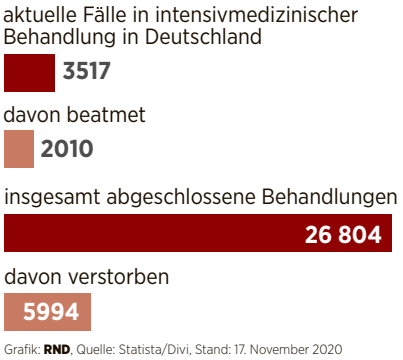 aktuelle Fälle in intensivmedizinischer
Behandlung in Deutschland
3517
davon beatmet
2010
insgesamt abgeschlossene Behandlungen
26 804
davon verstorben
5994
Grafik: RND, Quelle: Statista/Divi, Stand: 17. November 2020